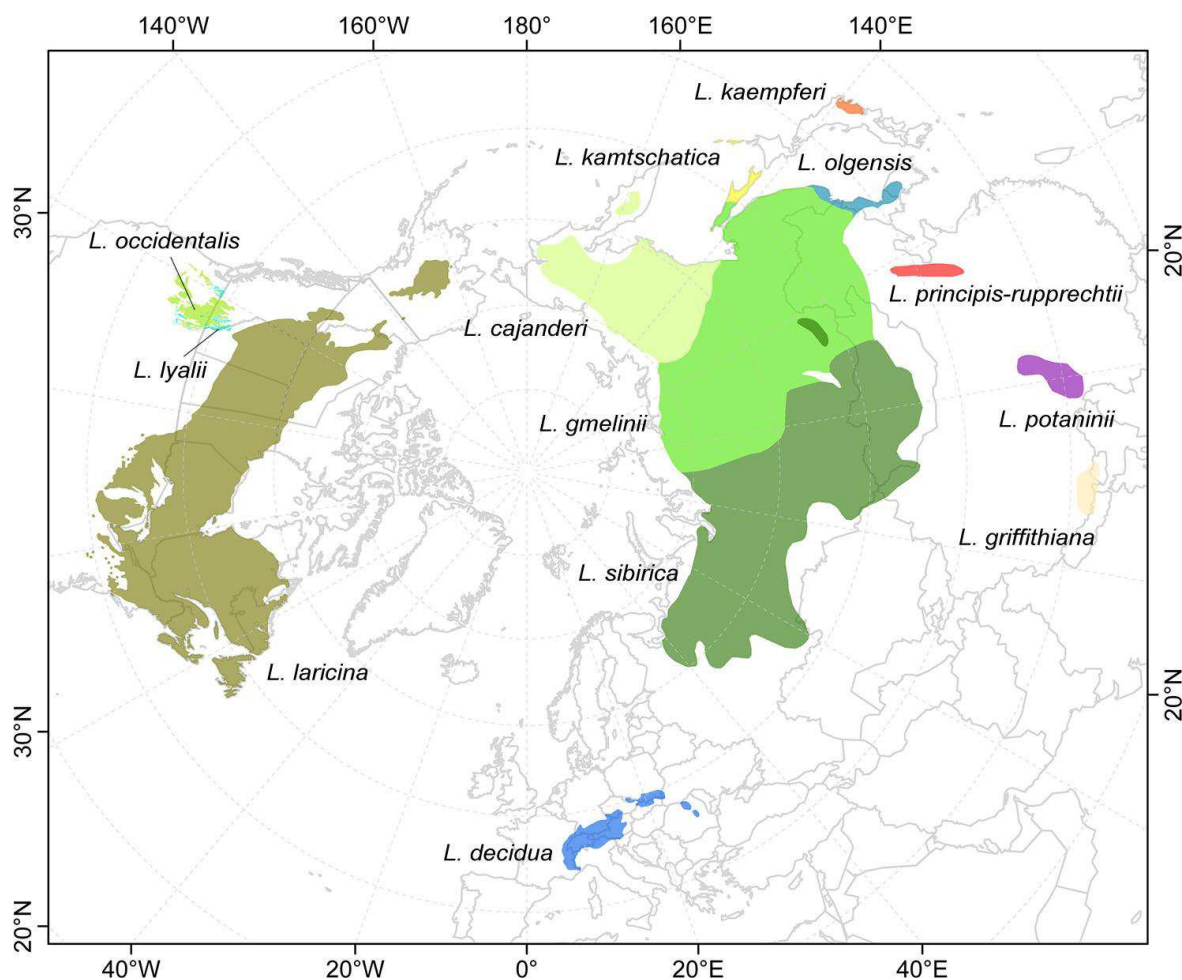 140°W 160°W 180° 160°E 140°E
L. kaempferi
L. kamtschatica
L. olgensis
30°N
L. occidentalis
20°N
L. principis-rupprechtii
L. cajanderi
L. lyalii
L. gmelinii
L. potaninii
L. griffithiana
L. sibirica
L. laricina
20°N
30°N
L. decidua
20°N
40°W 20°W 0° 20°E 40°E